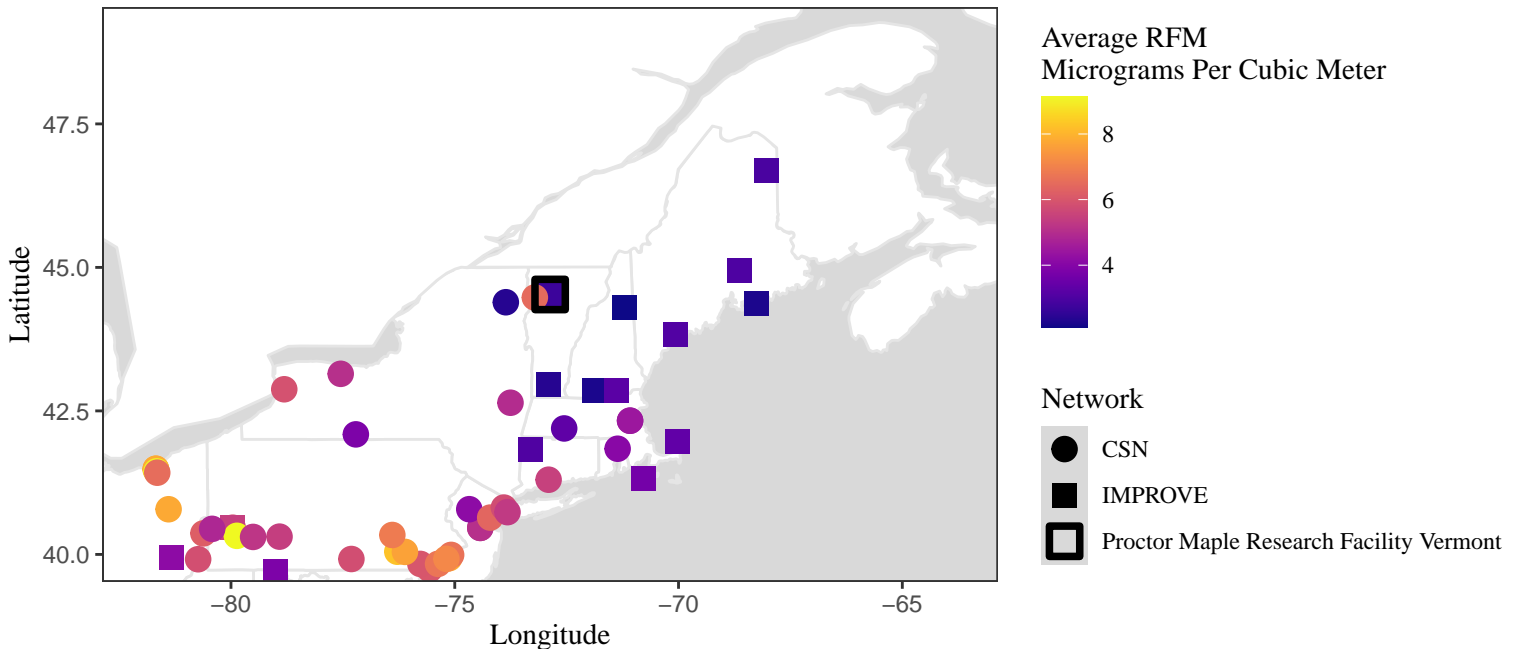 Average RFM
Micrograms Per Cubic Meter
8
6
4
Network
CSN
IMPROVE
Proctor Maple Research Facility Vermont
Latitude
47.5
45.0
42.5
40.0
−80
−75
−70
−65
Longitude